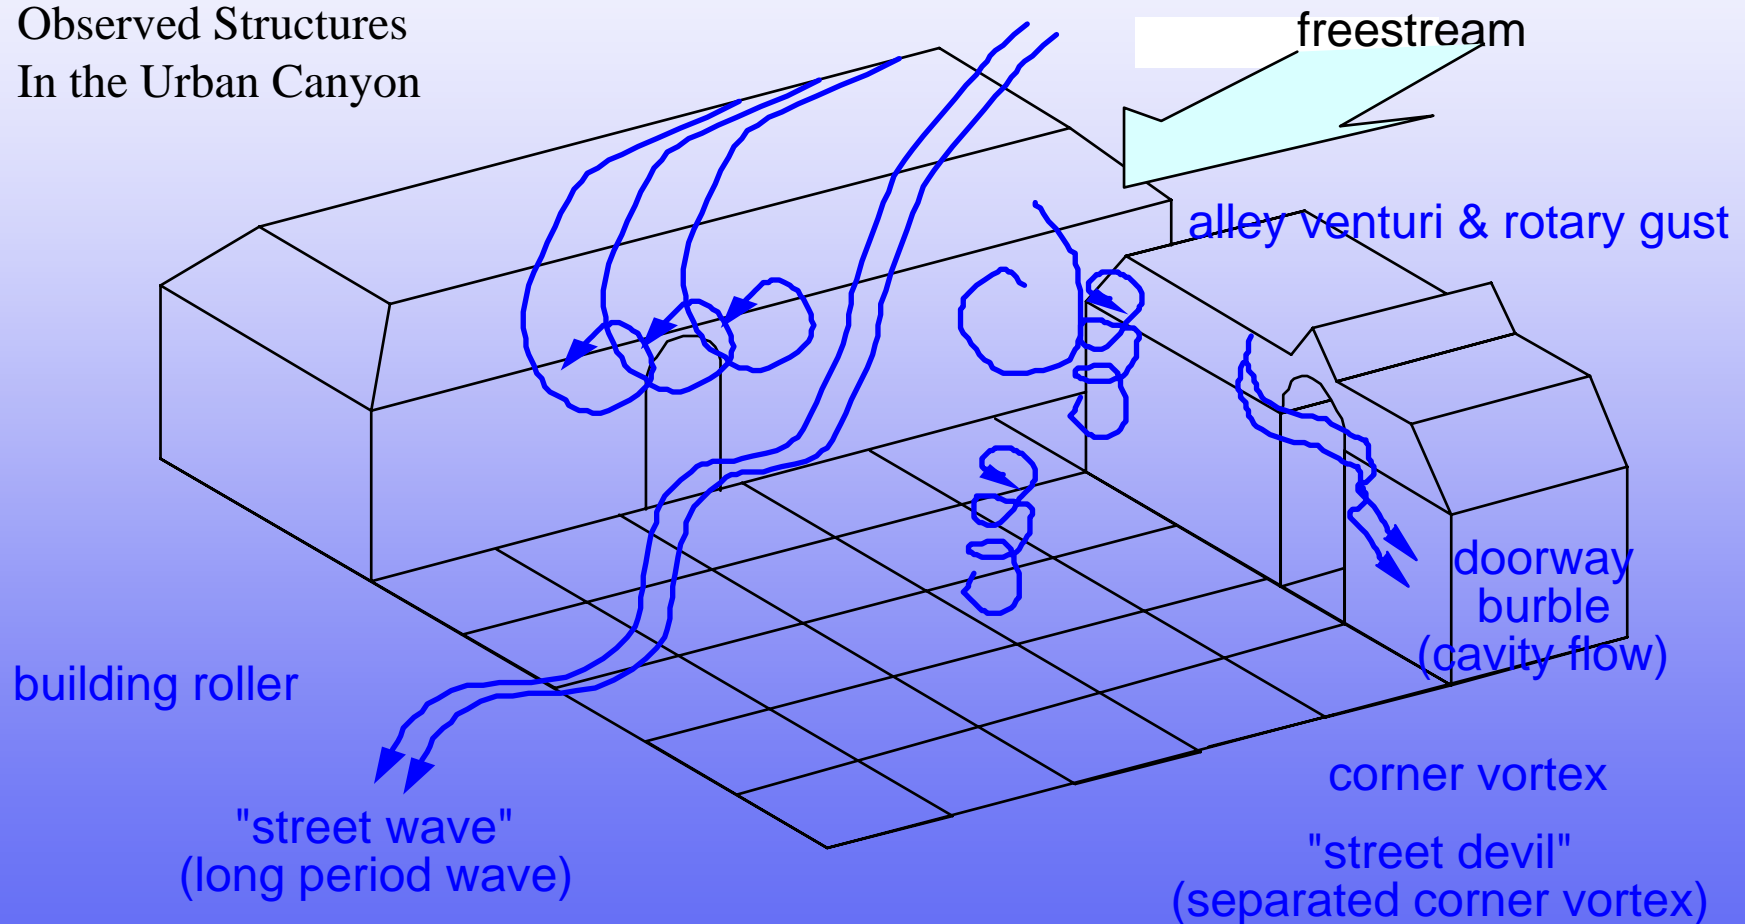 Observed Structures
In the Urban Canyon
freestream
alley venturi & rotary gust
doorway
burble
(cavity flow)
building roller
corner vortex
"street wave"
(long period wave)
"street devil"
(separated corner vortex)